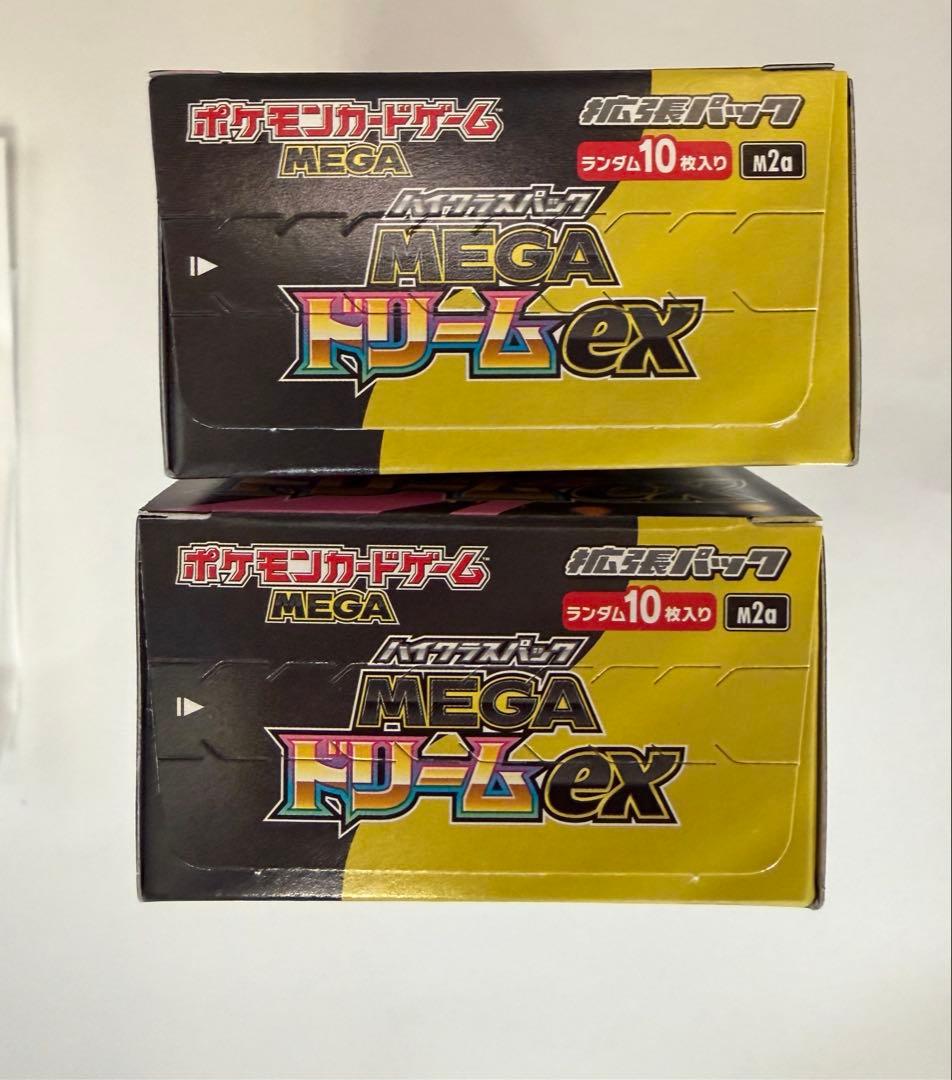 ポケモンカードゲーム
MEGA
拡張パック
ランダム10枚入り
M2a
ハイクラスパック
MEGA
ドリームex
ポケモンカードゲーム
MEGA
拡張パック
ランダム10枚入り
M2a
ハイクラスパック
MEGA
ドリームex